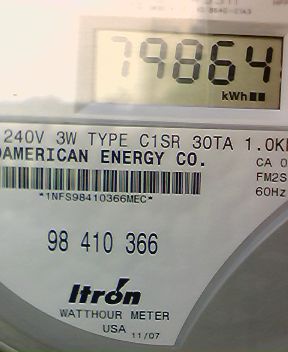 79864
kWh
240V 3W TYPE C1SR 30TA 1.0K
AMERICAN ENERGY CO.
CA 0
FM2S
60Hz
*1NFS98410366MEC*
98 410 366
Itrón
WATTHOUR METER
USA 11/07